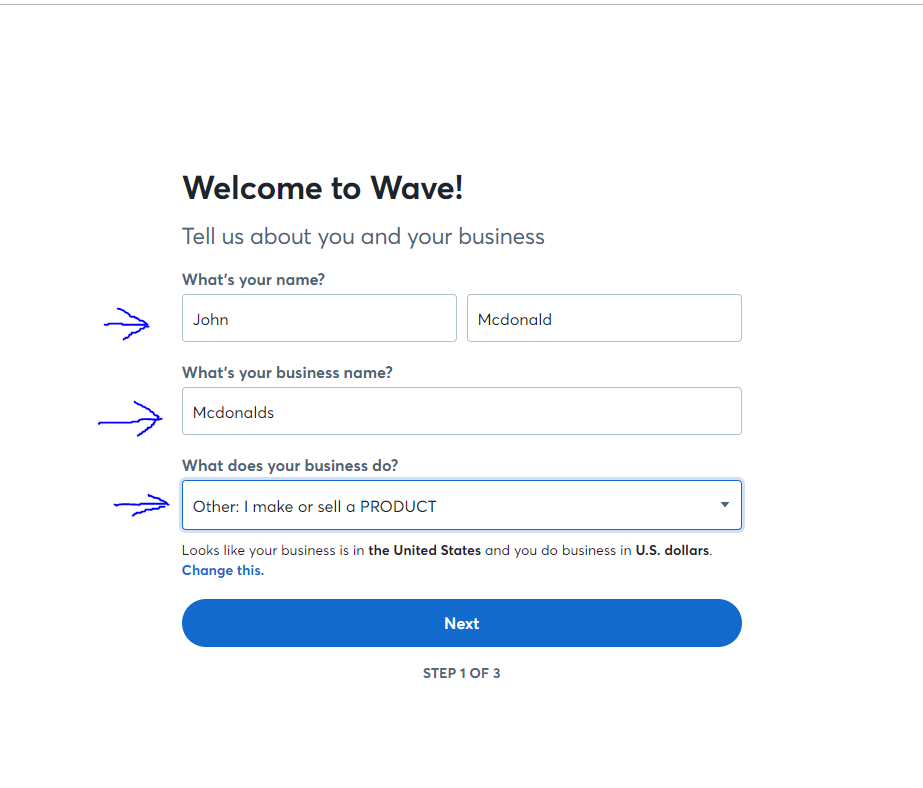 Welcome to Wave!
Tell us about you and your business
What's your name?
John Mcdonald
What's your business name?
Mcdonalds
What does your business do?
Other: I make or sell a PRODUCT
Looks like your business is in the United States and you do business in U.S. dollars.
Change this.
Next
STEP 1 OF 3